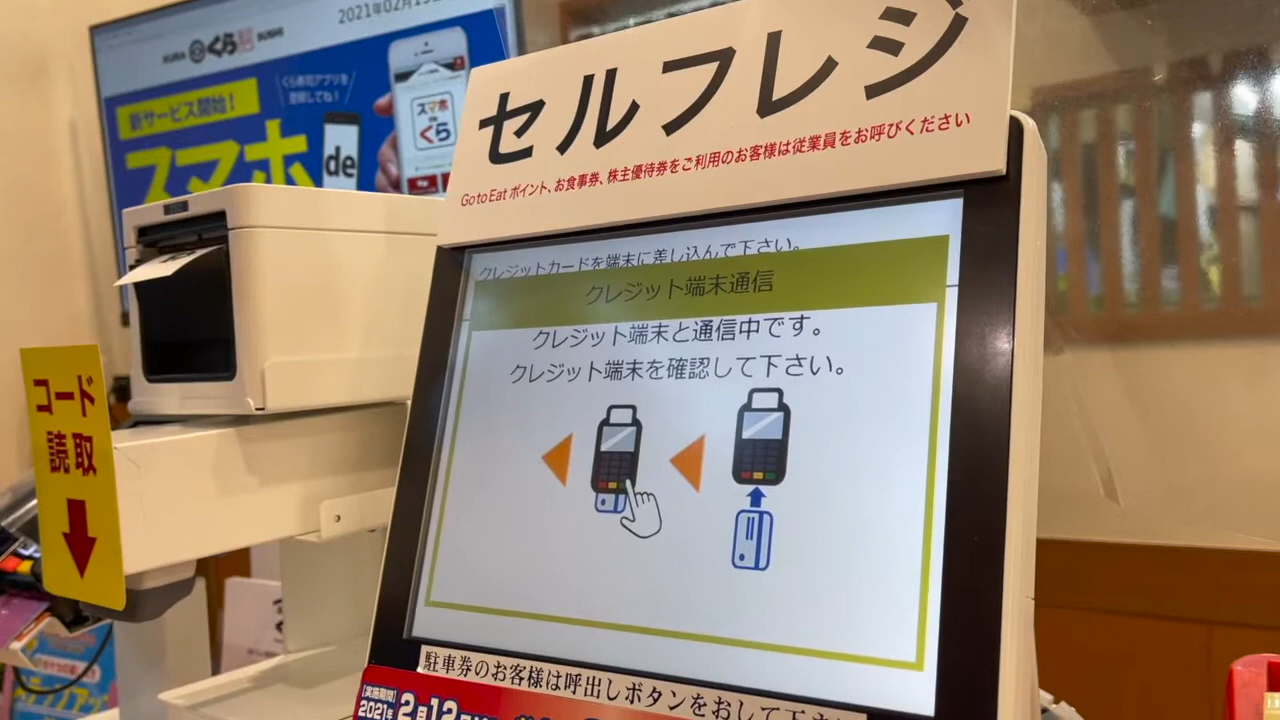 2021年02月
KURA くら寿司 SUSHI
新サービス開始！
くら寿司アプリを
登録してね！
スマホ
de
スマホ
de
くら
セルフレジ
Go to Eat ポイント、お食事券、株主優待券をご利用のお客様は従業員をお呼びください
クレジットカードを端末に差し込んで下さい。
クレジット端末通信
クレジット端末と通信中です。
クレジット端末を確認して下さい。
コード
読取
駐車券のお客様は呼出しボタンをおして下さ
[実施期間]
2021年 2月12